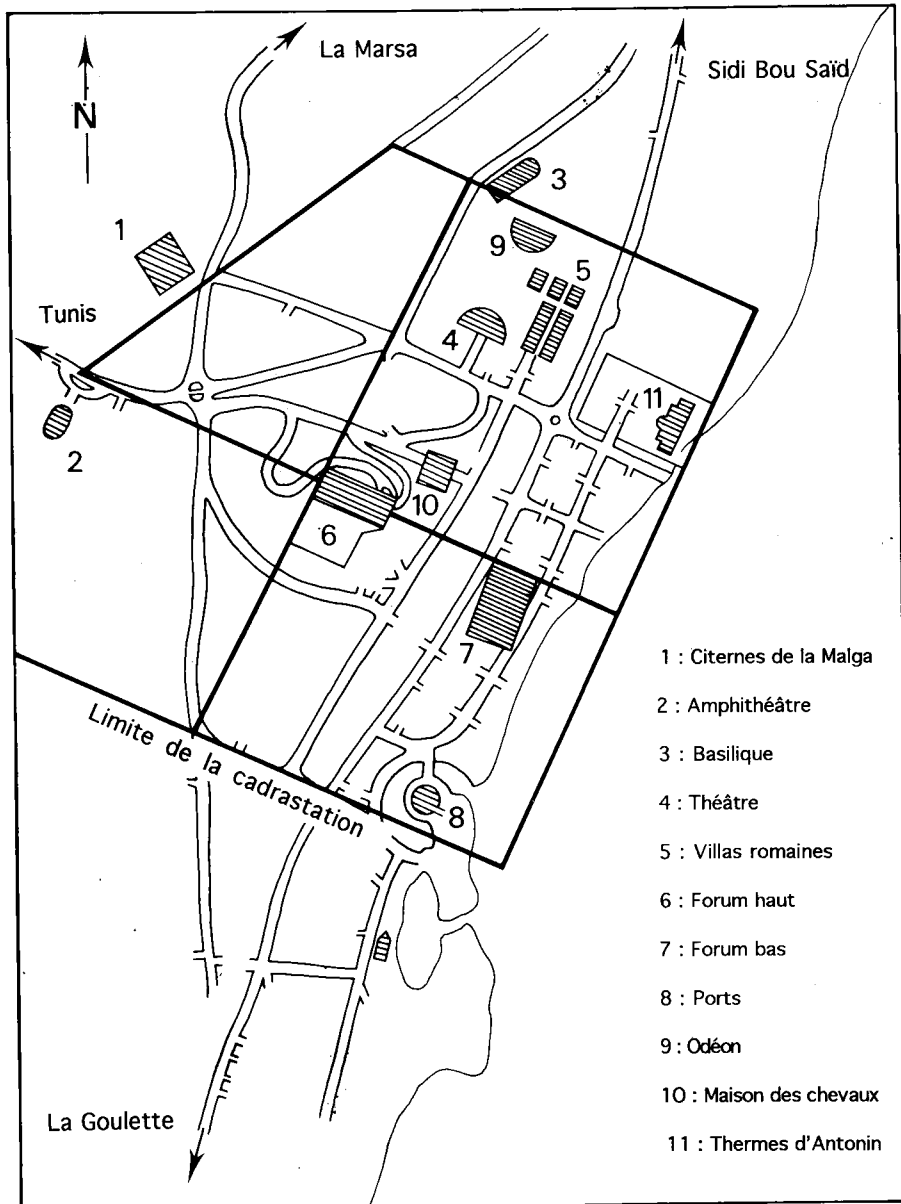 La Marsa
Sidi Bou Saïd
N
3
1
9
5
Tunis
4
11
2
10
6
7
1 : Citernes de la Malga
2 : Amphithéâtre
Limite de la cadrastation
3 : Basilique
8
4 : Théâtre
5 : Villas romaines
6 : Forum haut
7 : Forum bas
8 : Ports
9 : Odéon
10 : Maison des chevaux
La Goulette
11 : Thermes d'Antonin